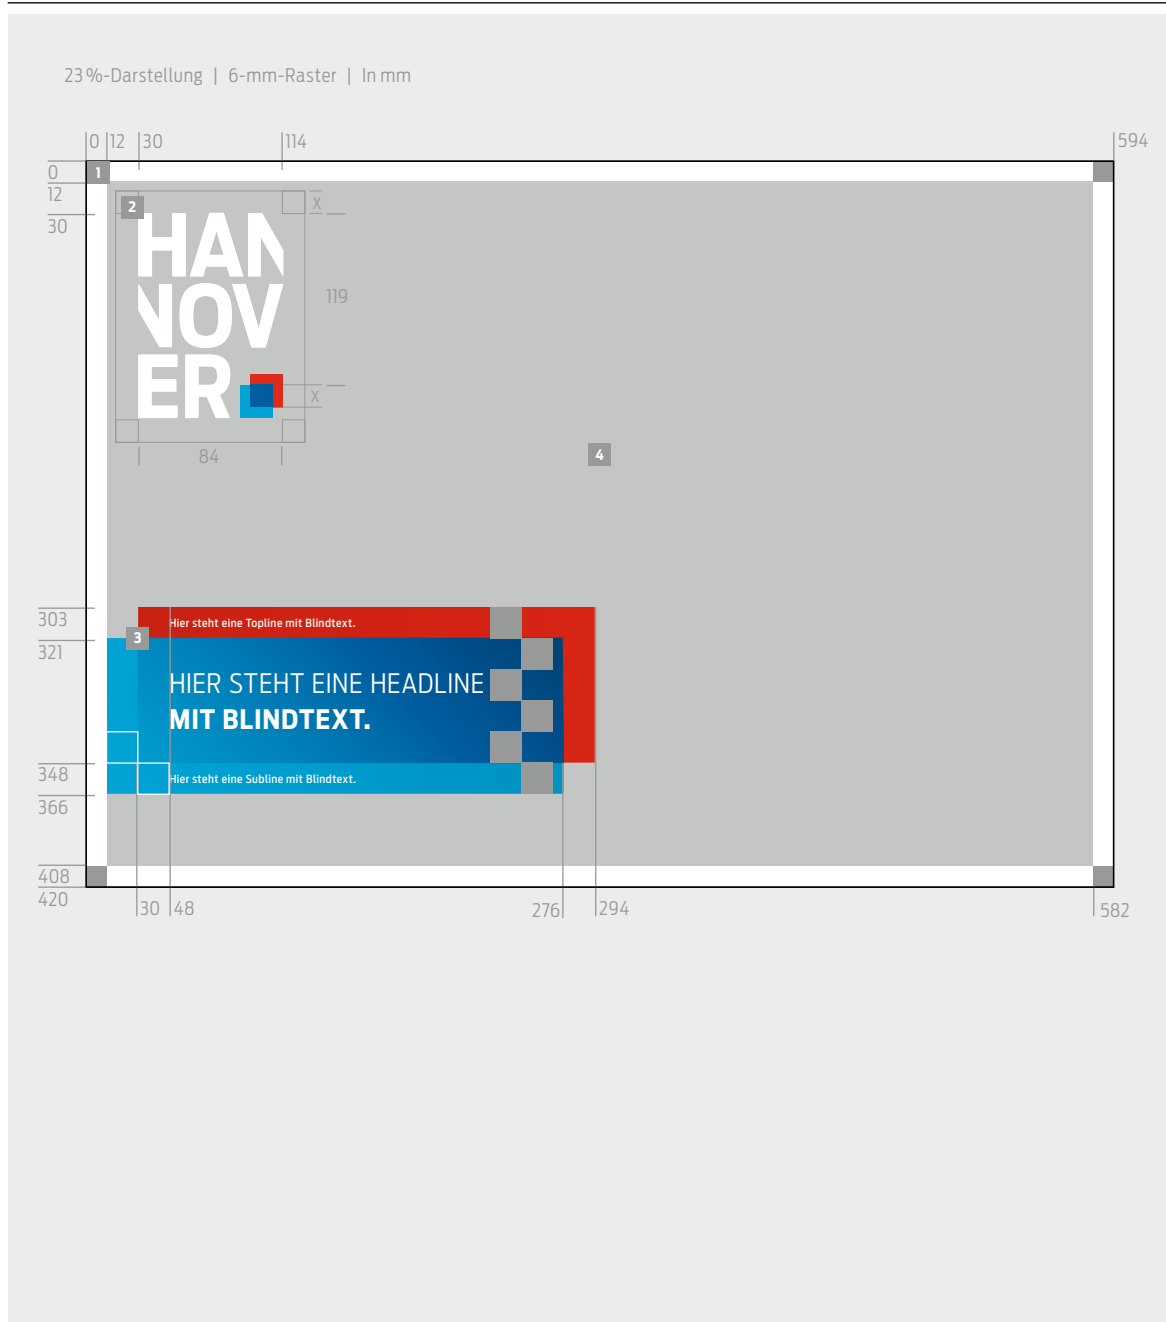 23 %-Darstellung | 6-mm-Raster | In mm
0 12 30 114 594
0
12
30
1
2
X
HAN
NOV
ER
119
X
84
4
303
321
348
366
408
420
3
Hier steht eine Topline mit Blindtext.
HIER STEHT EINE HEADLINE
MIT BLINDTEXT.
Hier steht eine Subline mit Blindtext.
30 48 276 294 582